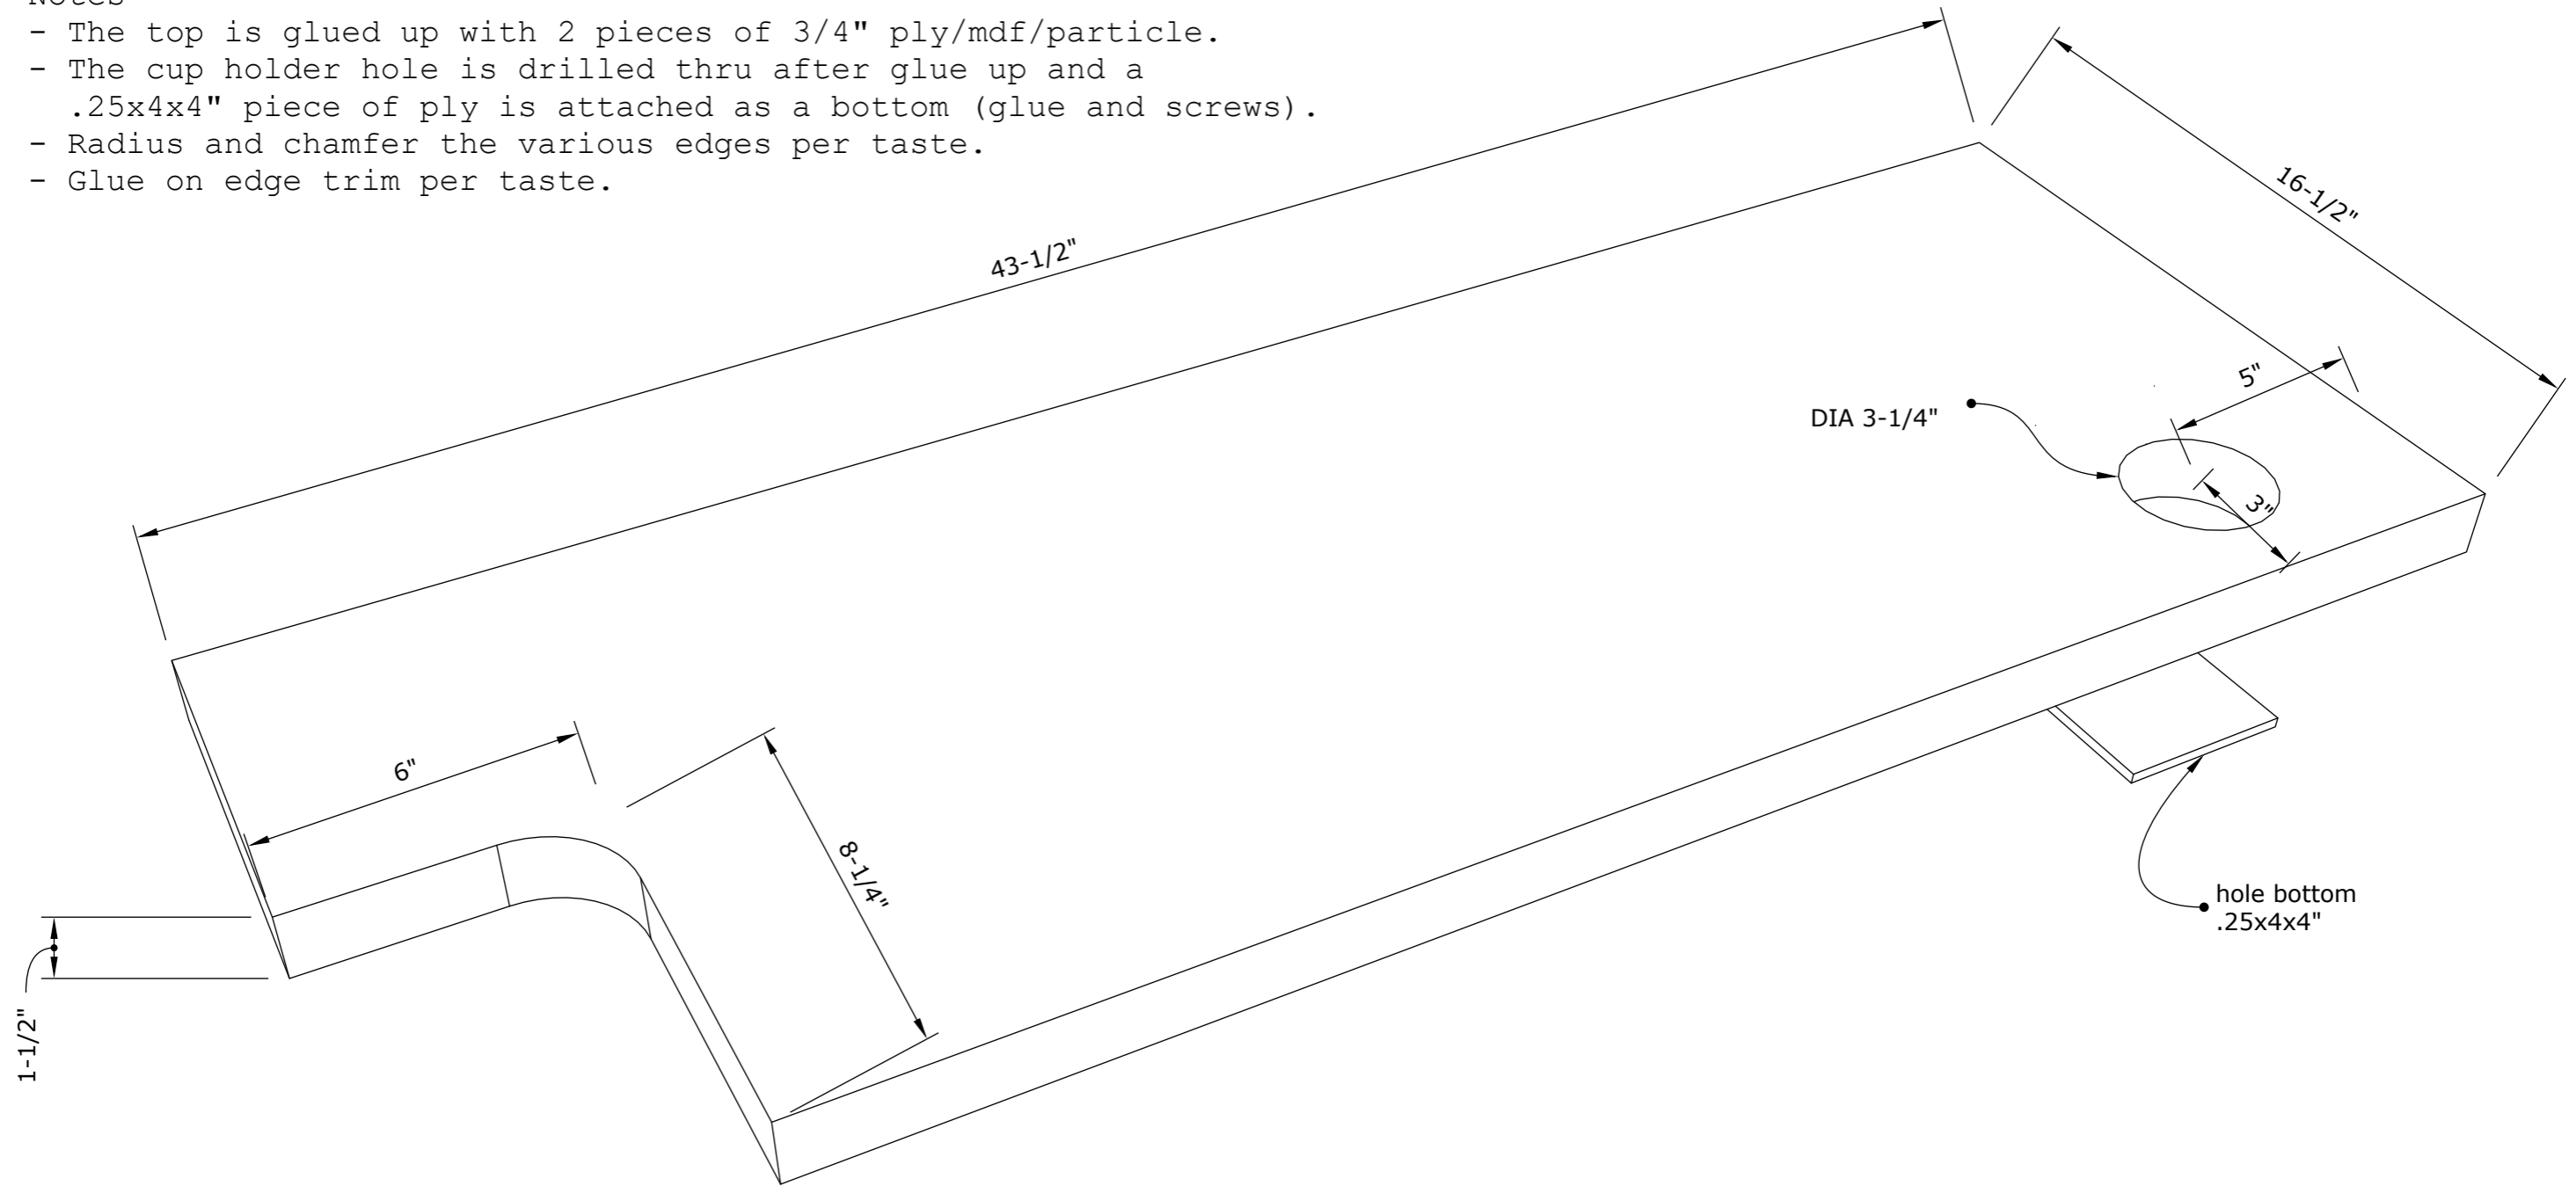 Notes
- The top is glued up with 2 pieces of 3/4" ply/mdf/particle.
- The cup holder hole is drilled thru after glue up and a
.25x4x4" piece of ply is attached as a bottom (glue and screws).
- Radius and chamfer the various edges per taste.
- Glue on edge trim per taste.
43-1/2"
16-1/2"
5"
DIA 3-1/4"
3"
6"
8-1/4"
hole bottom
.25x4x4"
1-1/2"